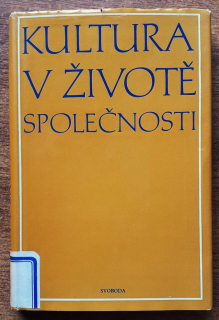 KULTURA
V ŽIVOTĚ
SPOLEČNOSTI
SVOBODA